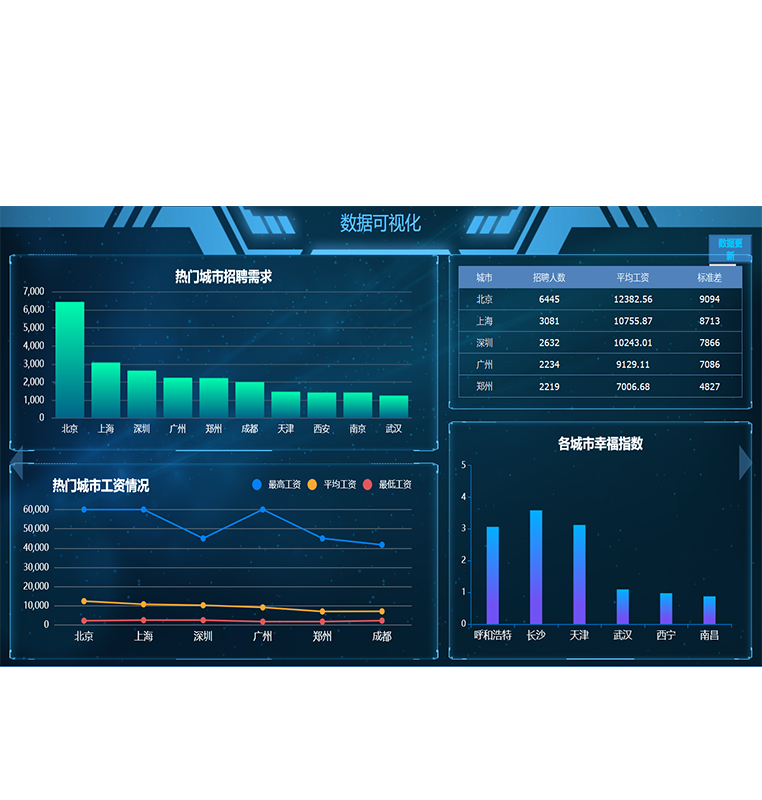 数据可视化
数据更
新
热门城市招聘需求
7,000
6,000
5,000
4,000
3,000
2,000
1,000
0
北京 上海 深圳 广州 郑州 成都 天津 西安 南京 武汉
城市 招聘人数 平均工资 标准差
北京 6445 12382.56 9094
上海 3081 10755.87 8713
深圳 2632 10243.01 7866
广州 2234 9129.11 7086
郑州 2219 7006.68 4827
热门城市工资情况
最高工资 平均工资 最低工资
60,000
50,000
40,000
30,000
20,000
10,000
0
北京 上海 深圳 广州 郑州 成都
各城市幸福指数
5
4
3
2
1
0
呼和浩特 长沙 天津 武汉 西宁 南昌